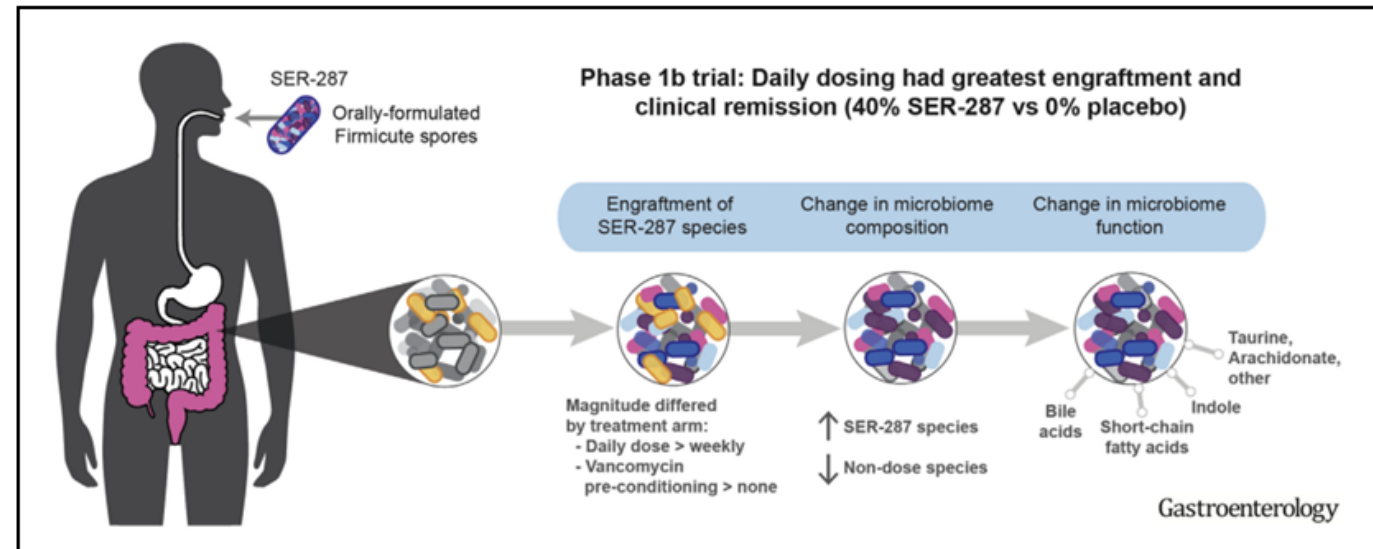 SER-287
Orally-formulated
Firmicute spores
Phase 1b trial: Daily dosing had greatest engraftment and
clinical remission (40% SER-287 vs 0% placebo)
Engraftment of
SER-287 species
Change in microbiome
composition
Change in microbiome
function
Magnitude differed
by treatment arm:
- Daily dose > weekly
- Vancomycin
pre-conditioning > none
↑ SER-287 species
↓ Non-dose species
Bile
acids
Short-chain
fatty acids
Indole
Taurine,
Arachidonate,
other
Gastroenterology